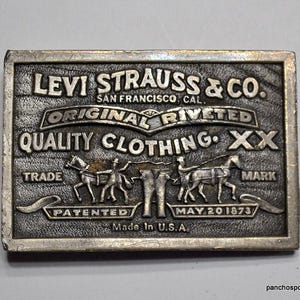 LEVI STRAUSS & CO.
SAN FRANCISCO, CAL.
ORIGINAL RIVETED
QUALITY CLOTHING. XX
TRADE MARK
PATENTED MAY 20 1873
Made In U.S.A.